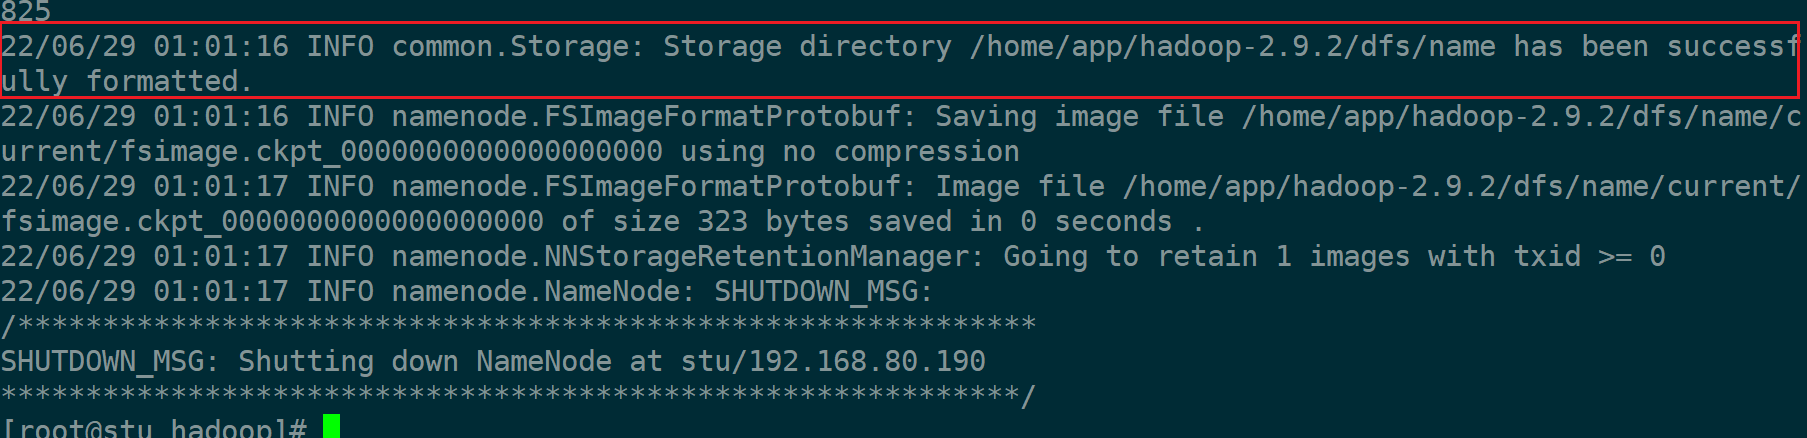 825
22/06/29 01:01:16 INFO common.Storage: Storage directory /home/app/hadoop-2.9.2/dfs/name has been successf
ully formatted.
22/06/29 01:01:16 INFO namenode.FSImageFormatProtobuf: Saving image file /home/app/hadoop-2.9.2/dfs/name/c
urrent/fsimage.ckpt_0000000000000000000 using no compression
22/06/29 01:01:17 INFO namenode.FSImageFormatProtobuf: Image file /home/app/hadoop-2.9.2/dfs/name/current/
fsimage.ckpt_0000000000000000000 of size 323 bytes saved in 0 seconds .
22/06/29 01:01:17 INFO namenode.NNStorageRetentionManager: Going to retain 1 images with txid >= 0
22/06/29 01:01:17 INFO namenode.NameNode: SHUTDOWN_MSG:
/************************************************************
SHUTDOWN_MSG: Shutting down NameNode at stu/192.168.80.190
************************************************************/
[root@stu hadoop]#